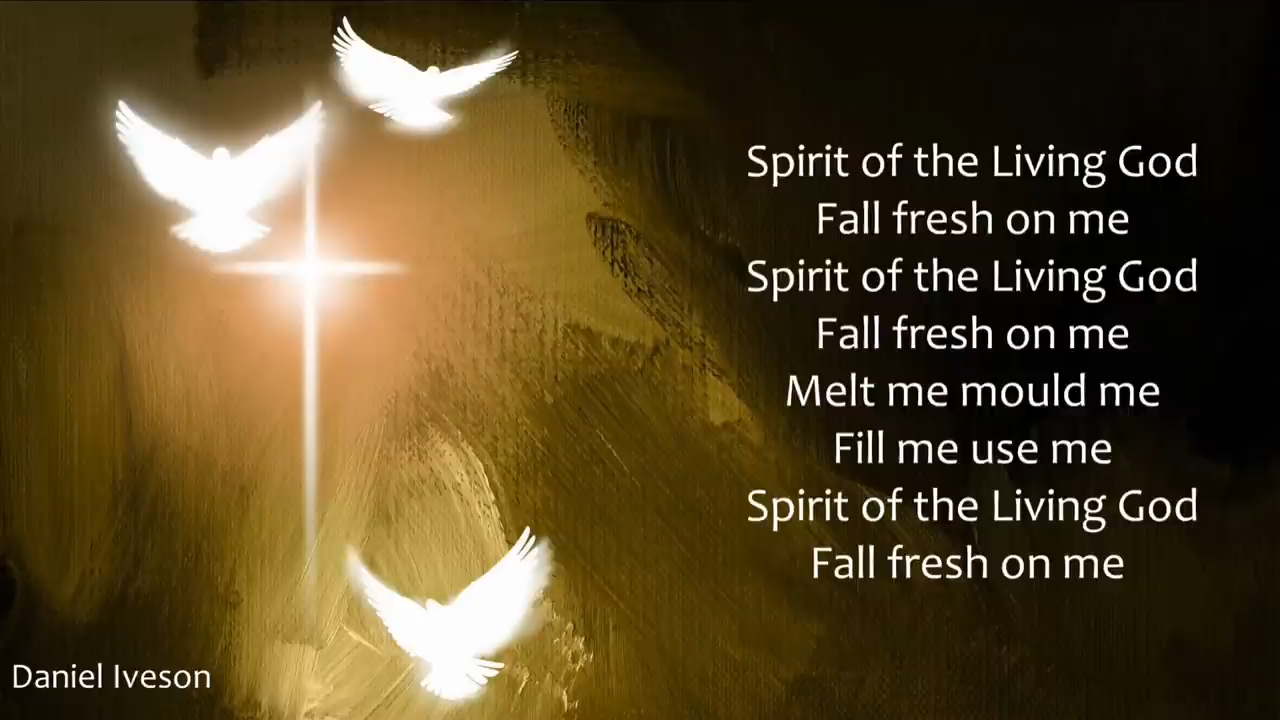 Spirit of the Living God
Fall fresh on me
Spirit of the Living God
Fall fresh on me
Melt me mould me
Fill me use me
Spirit of the Living God
Fall fresh on me
Daniel Iveson